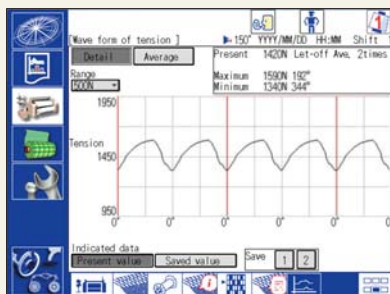 [Wave form of tension ] 150° YYYY/MM/DD HH:MM Shift 1
Detail Average
Present 1420N Let-off Ave. 2times
Maximum 1590N 192°
Minimum 1340N 344°
Range
500N
1950
Tension
1450
950
0° 0° 0° 0° 0° 0°
Indicated data
Present value Saved value Save 1 2